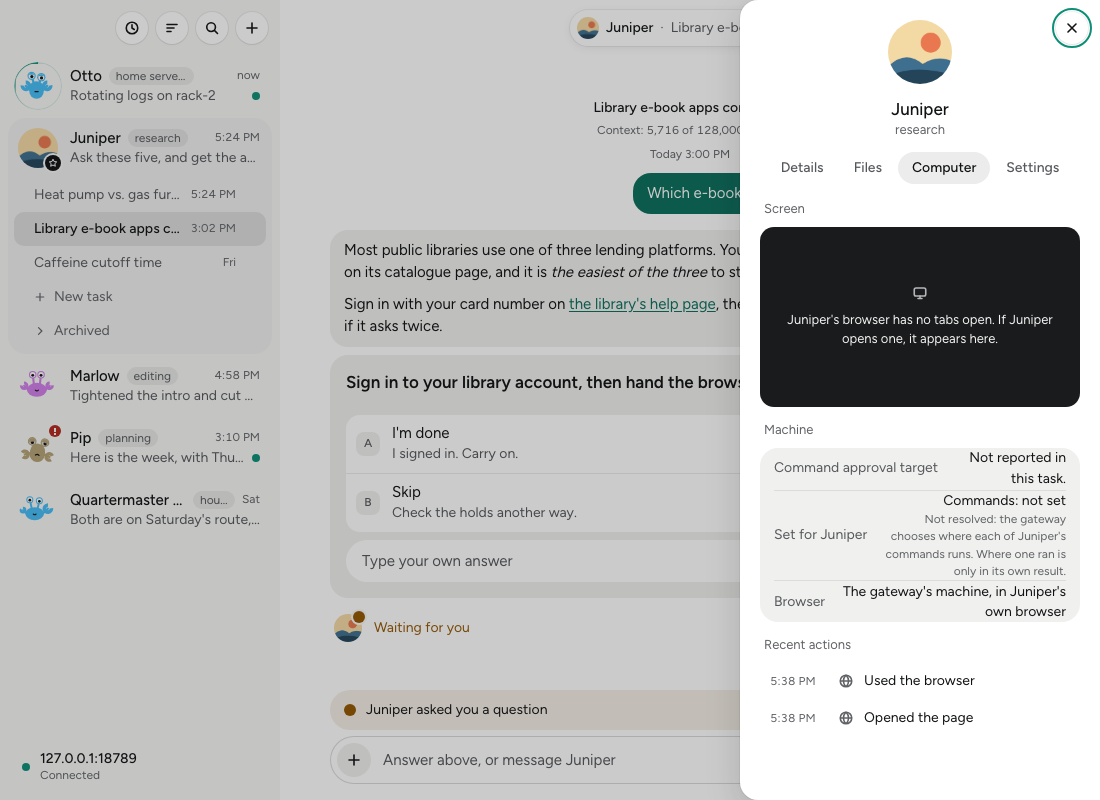 Otto home serve... now
Rotating logs on rack-2
Juniper research 5:24 PM
Ask these five, and get the a...
Heat pump vs. gas fur... 5:24 PM
Library e-book apps c... 3:02 PM
Caffeine cutoff time Fri
New task
Archived
Marlow editing 4:58 PM
Tightened the intro and cut ...
Pip planning 3:10 PM
Here is the week, with Thu...
Quartermaster ... hou... Sat
Both are on Saturday's route,...
127.0.0.1:18789
Connected
Juniper · Library e-b
Library e-book apps
Context: 5,716 of 128,000
Today 3:00 PM
Which e-book
Most public libraries use one of three lending platforms.
on its catalogue page, and it is the easiest of the three to
Sign in with your card number on the library's help page,
if it asks twice.
Sign in to your library account, then hand the
A I'm done
I signed in. Carry on.
B Skip
Check the holds another way.
Type your own answer
Waiting for you
Juniper asked you a question
Answer above, or message Juniper
Juniper
research
Details Files Computer Settings
Screen
Juniper's browser has no tabs open. If Juniper
opens one, it appears here.
Machine
Command approval target Not reported in
this task.
Set for Juniper Commands: not set
Not resolved: the gateway
chooses where each of Juniper's
commands runs. Where one ran is
only in its own result.
Browser The gateway's machine, in Juniper's
own browser
Recent actions
5:38 PM Used the browser
5:38 PM Opened the page